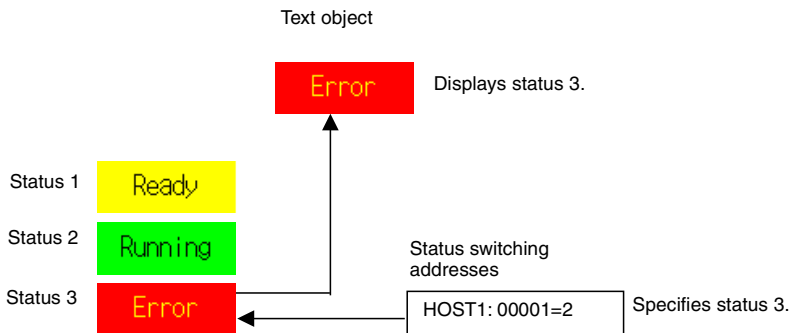 Text object
Error
Displays status 3.
Status 1
Ready
Status 2
Running
Status switching
addresses
Status 3
Error
HOST1: 00001=2
Specifies status 3.